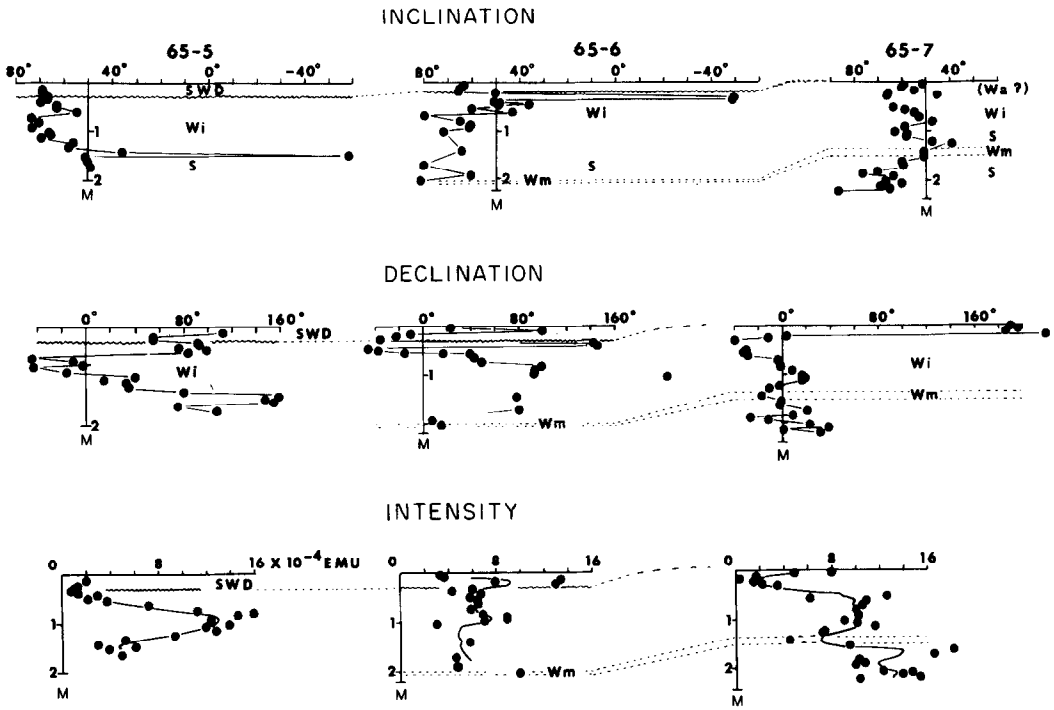 INCLINATION
65-5 65-6 65-7
80° 40° 0° -40° 80° 40° 0° 80° 40°
SWD (Wa?)
Wi Wi Wi
1 1 S
Wm
S S S
2 2 Wm 2
M M M
DECLINATION
0° 80° 160° 0° 80° 160° 0° 80° 160°
SWD
Wi 1 Wi
Wm
2 Wm
M M M
INTENSITY
0 8 16 X 10⁻⁴ EMU 0 8 16 0 8 16
SWD
1 1 1
2 2 Wm 2
M M M